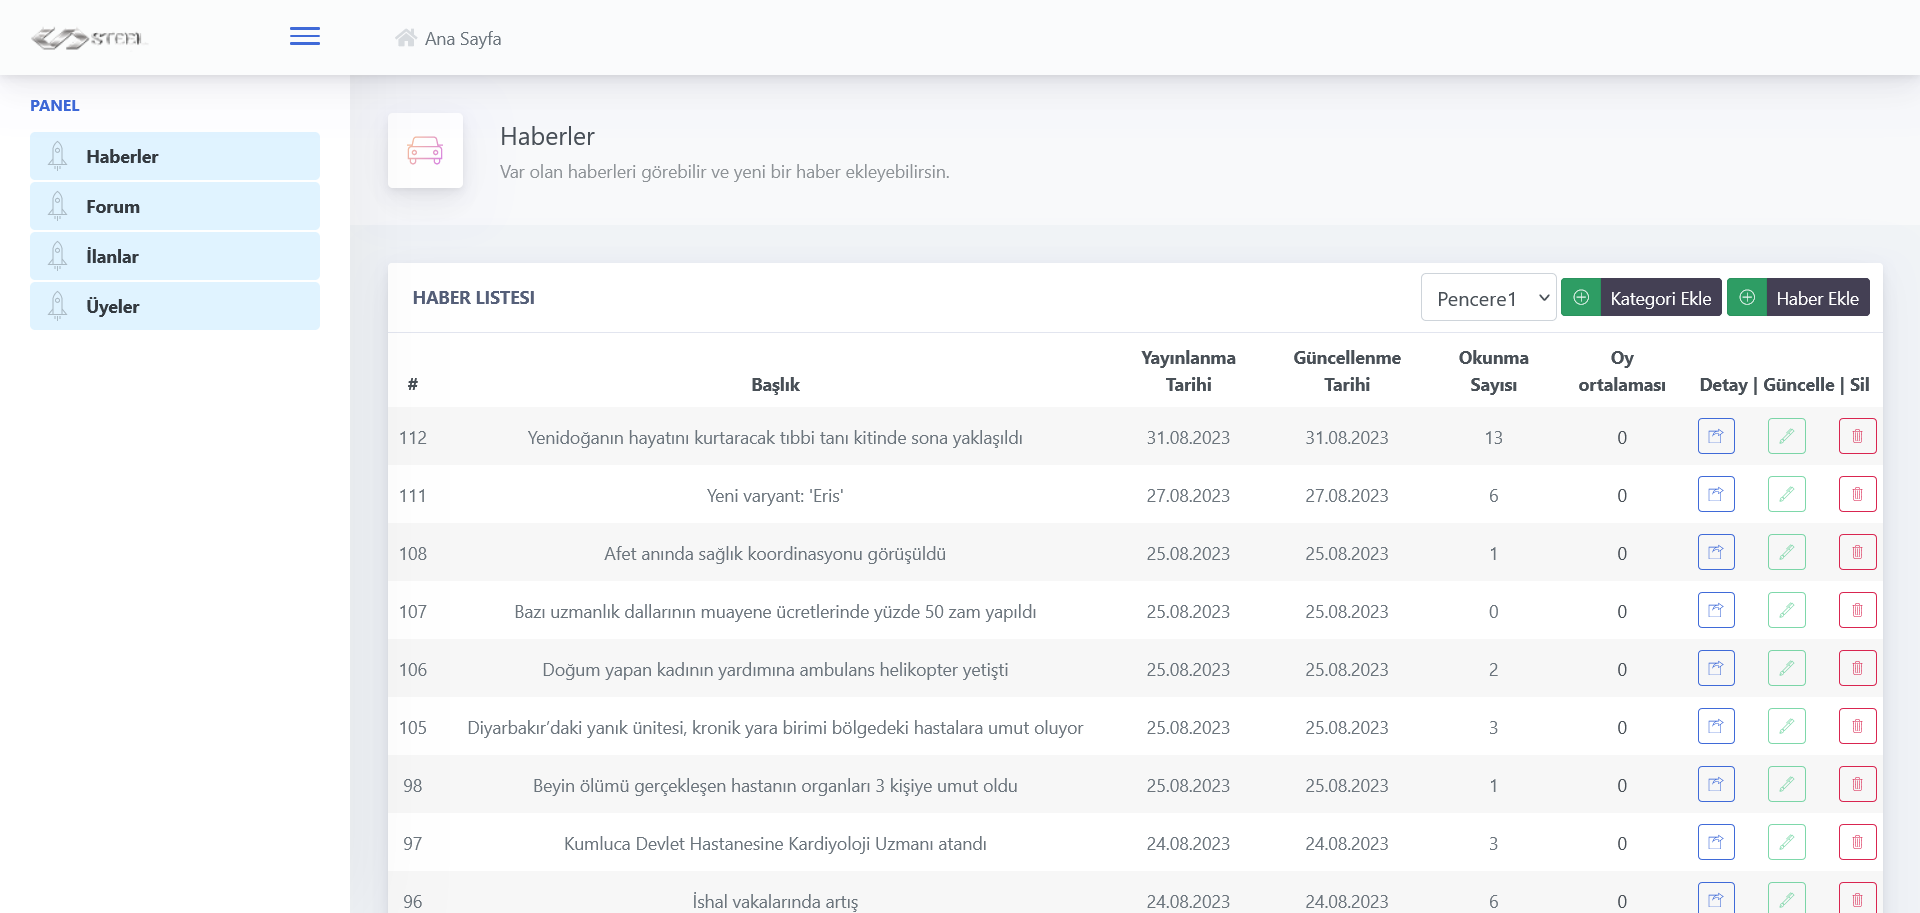 STEEL
Ana Sayfa
PANEL
Haberler
Forum
İlanlar
Üyeler
Haberler
Var olan haberleri görebilir ve yeni bir haber ekleyebilirsin.
HABER LISTESI
Pencere1
Kategori Ekle
Haber Ekle
# Başlık Yayınlanma Tarihi Güncellenme Tarihi Okunma Sayısı Oy ortalaması Detay | Güncelle | Sil
112 Yenidoğanın hayatını kurtaracak tıbbi tanı kitinde sona yaklaşıldı 31.08.2023 31.08.2023 13 0
111 Yeni varyant: 'Eris' 27.08.2023 27.08.2023 6 0
108 Afet anında sağlık koordinasyonu görüşüldü 25.08.2023 25.08.2023 1 0
107 Bazı uzmanlık dallarının muayene ücretlerinde yüzde 50 zam yapıldı 25.08.2023 25.08.2023 0 0
106 Doğum yapan kadının yardımına ambulans helikopter yetişti 25.08.2023 25.08.2023 2 0
105 Diyarbakır’daki yanık ünitesi, kronik yara birimi bölgedeki hastalara umut oluyor 25.08.2023 25.08.2023 3 0
98 Beyin ölümü gerçekleşen hastanın organları 3 kişiye umut oldu 25.08.2023 25.08.2023 1 0
97 Kumluca Devlet Hastanesine Kardiyoloji Uzmanı atandı 24.08.2023 24.08.2023 3 0
96 İshal vakalarında artış 24.08.2023 24.08.2023 6 0